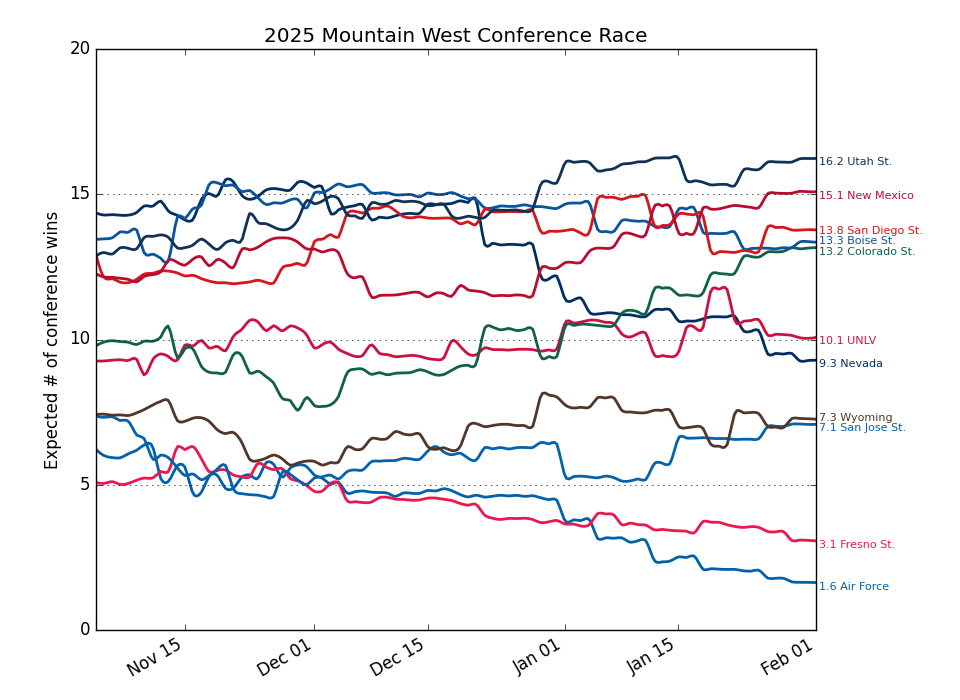 2025 Mountain West Conference Race
Expected # of conference wins
20
15
10
5
0
16.2 Utah St.
15.1 New Mexico
13.8 San Diego St.
13.3 Boise St.
13.2 Colorado St.
10.1 UNLV
9.3 Nevada
7.3 Wyoming
7.1 San Jose St.
3.1 Fresno St.
1.6 Air Force
Nov 15
Dec 01
Dec 15
Jan 01
Jan 15
Feb 01